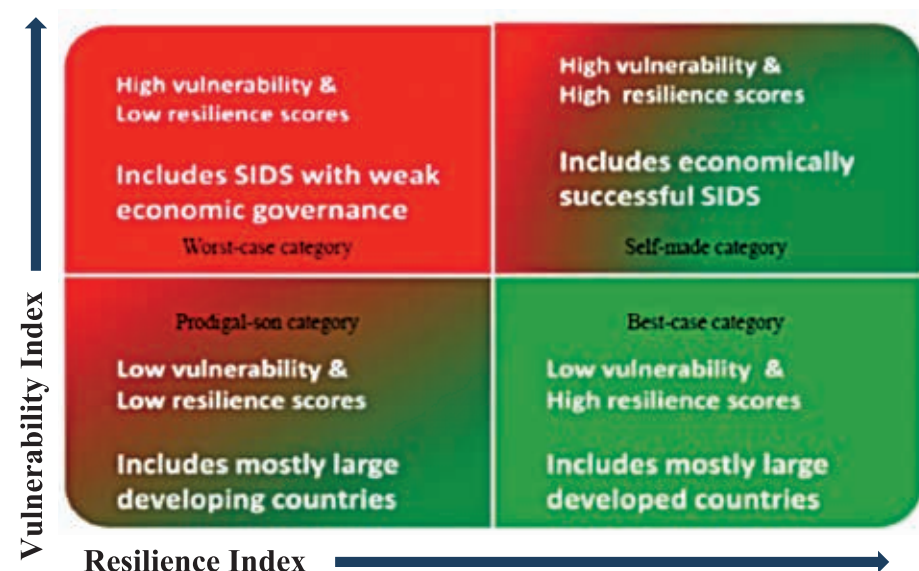 High vulnerability &
Low resilience scores
Includes SIDS with weak
economic governance
Worst-case category
High vulnerability &
High resilience scores
Includes economically
successful SIDS
Self-made category
Prodigal-son category
Low vulnerability &
Low resilience scores
Includes mostly large
developing countries
Best-case category
Low vulnerability &
High resilience scores
Includes mostly large
developed countries
Vulnerability Index
Resilience Index